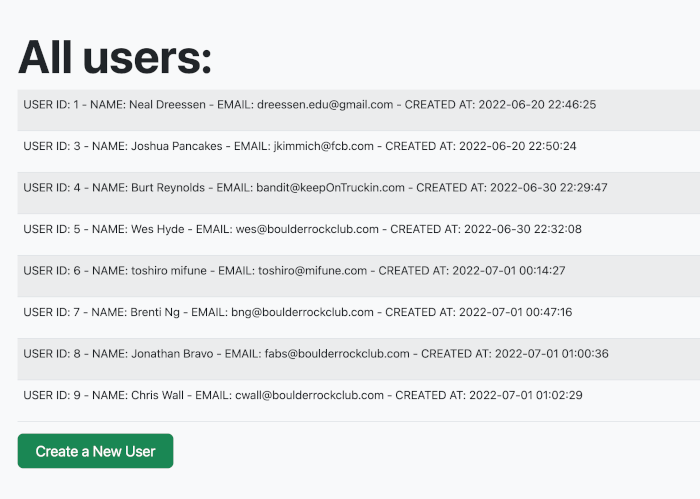 All users:
USER ID: 1 - NAME: Neal Dreessen - EMAIL: dreessen.edu@gmail.com - CREATED AT: 2022-06-20 22:46:25
USER ID: 3 - NAME: Joshua Pancakes - EMAIL: jkimmich@fcb.com - CREATED AT: 2022-06-20 22:50:24
USER ID: 4 - NAME: Burt Reynolds - EMAIL: bandit@keepOnTruckin.com - CREATED AT: 2022-06-30 22:29:47
USER ID: 5 - NAME: Wes Hyde - EMAIL: wes@boulderrockclub.com - CREATED AT: 2022-06-30 22:32:08
USER ID: 6 - NAME: toshiro mifune - EMAIL: toshiro@mifune.com - CREATED AT: 2022-07-01 00:14:27
USER ID: 7 - NAME: Brenti Ng - EMAIL: bng@boulderrockclub.com - CREATED AT: 2022-07-01 00:47:16
USER ID: 8 - NAME: Jonathan Bravo - EMAIL: fabs@boulderrockclub.com - CREATED AT: 2022-07-01 01:00:36
USER ID: 9 - NAME: Chris Wall - EMAIL: cwall@boulderrockclub.com - CREATED AT: 2022-07-01 01:02:29
Create a New User